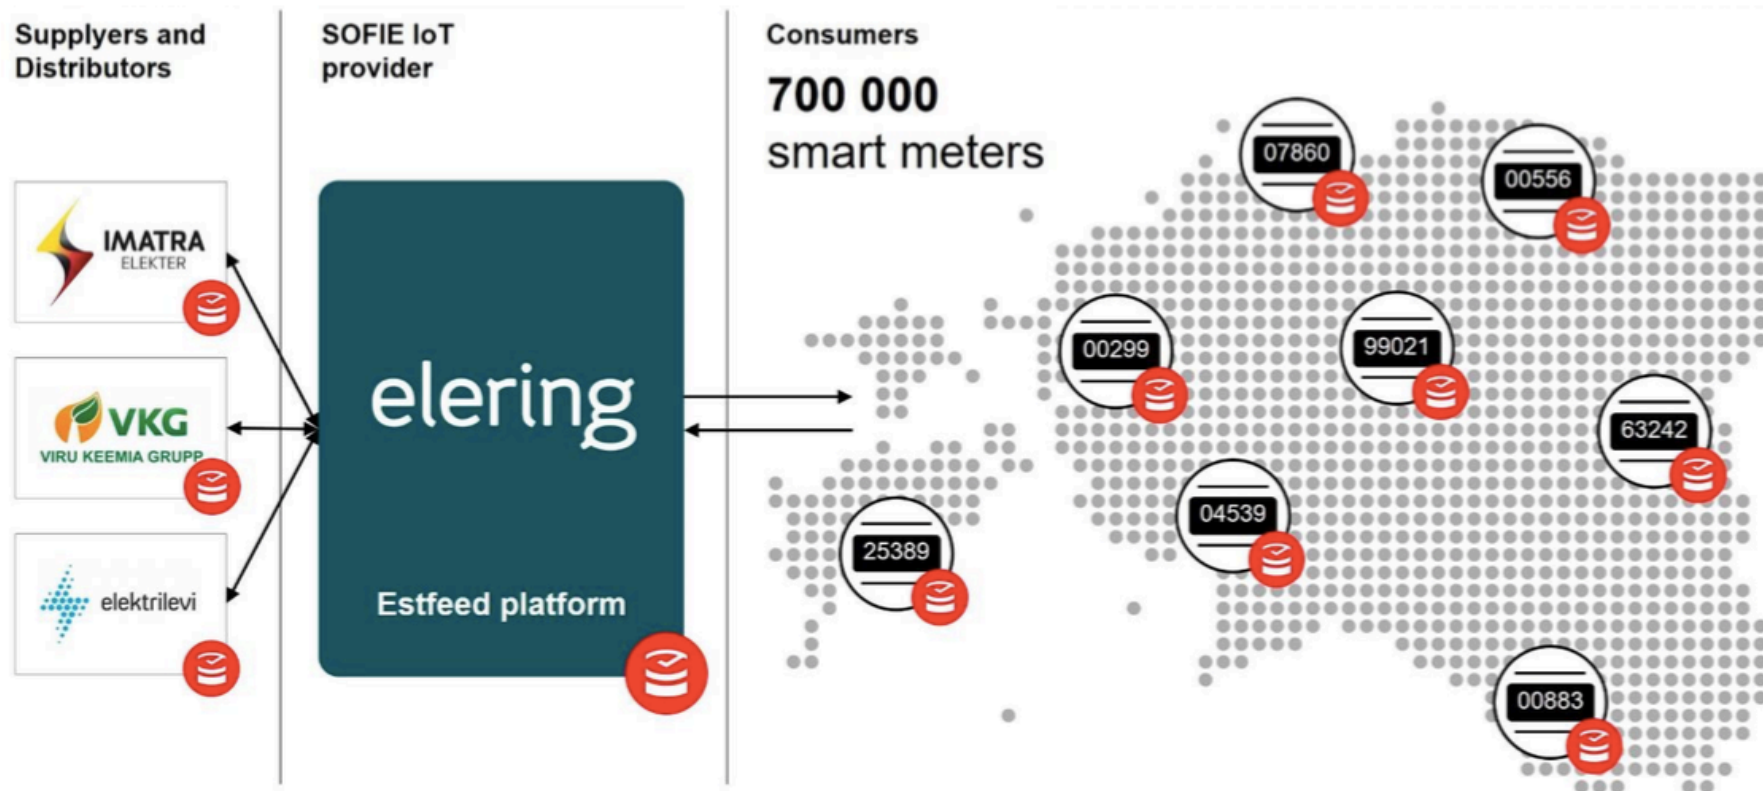 Supplyers and
Distributors
IMATRA
ELEKTER
VKG
VIRU KEEMIA GRUPP
elektrilevi
SOFIE IoT
provider
elering
Estfeed platform
Consumers
700 000
smart meters
07860
00556
00299
99021
63242
04539
25389
00883